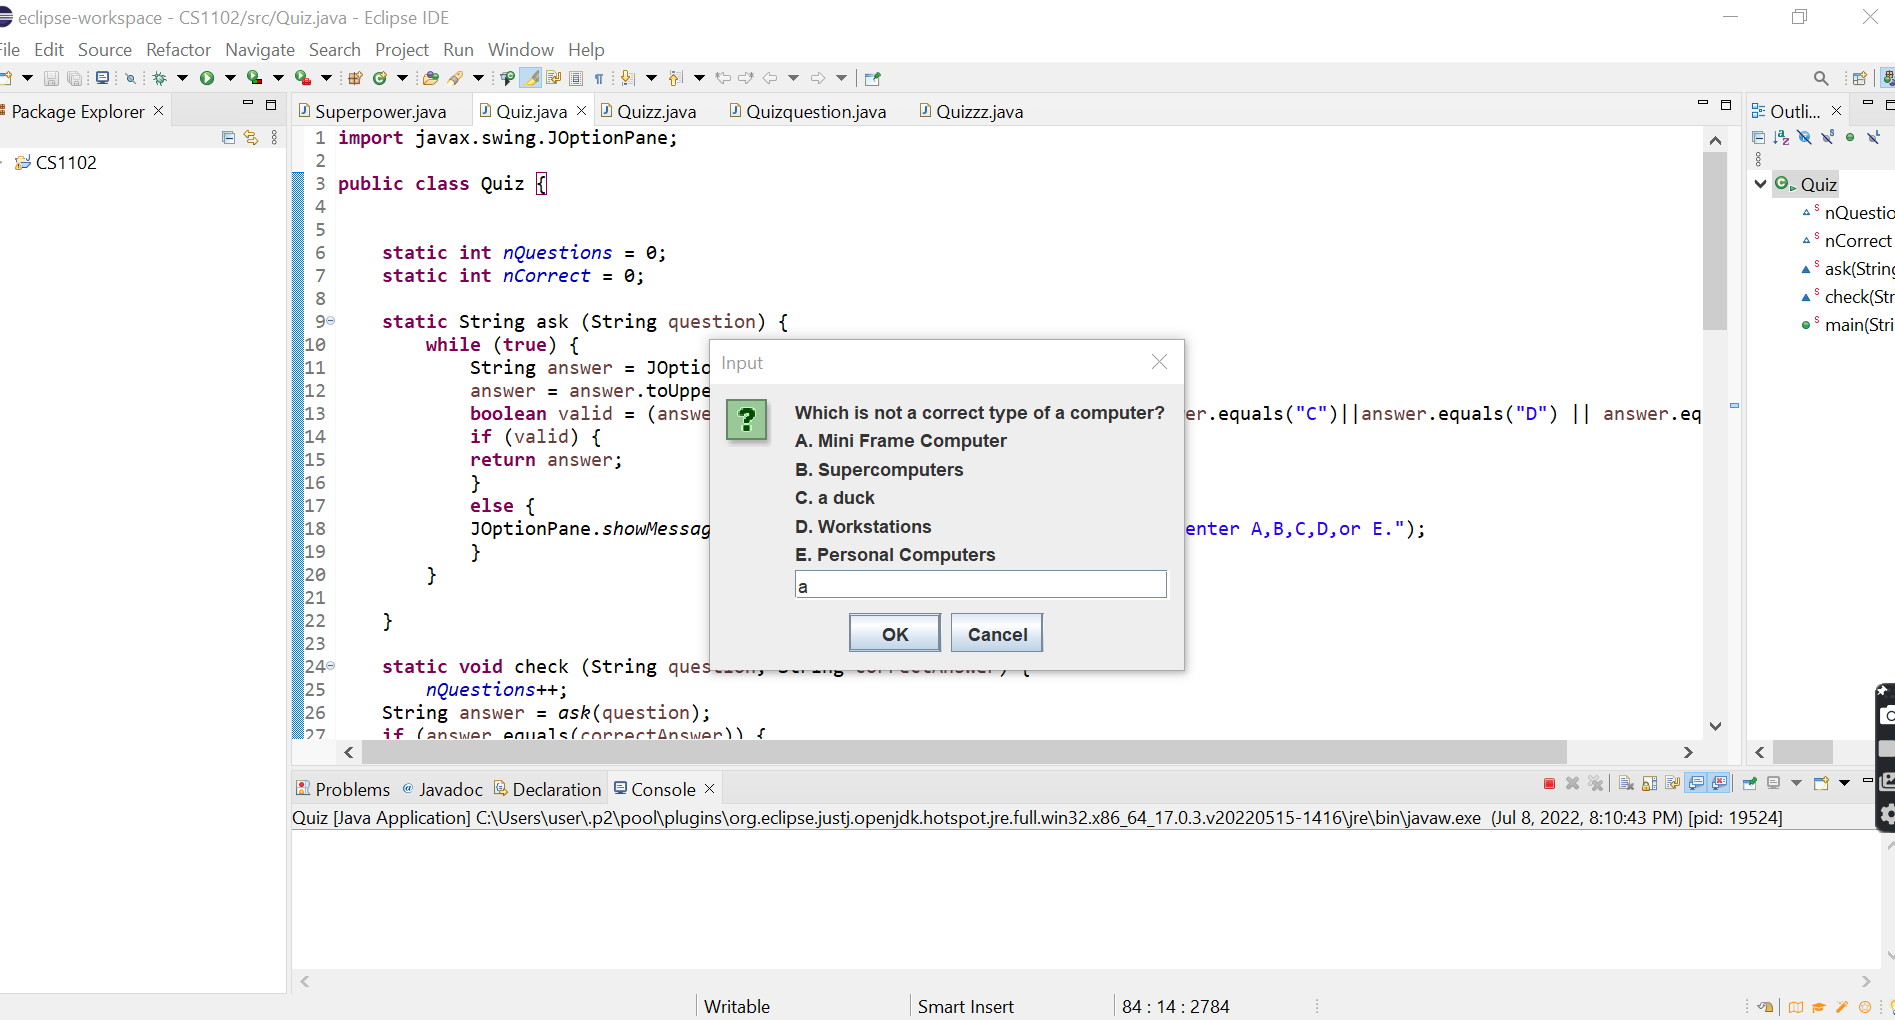 eclipse-workspace - CS1102/src/Quiz.java - Eclipse IDE
File Edit Source Refactor Navigate Search Project Run Window Help
Package Explorer
CS1102
Superpower.java Quiz.java Quizz.java Quizquestion.java Quizzz.java
1 import javax.swing.JOptionPane;
2
3 public class Quiz {
4
5
6 static int nQuestions = 0;
7 static int nCorrect = 0;
8
9 static String ask (String question) {
10 while (true) {
11 String answer = JOptio
12 answer = answer.toUppe
13 boolean valid = (answe er.equals("C")||answer.equals("D") || answer.eq
14 if (valid) {
15 return answer;
16 }
17 else {
18 JOptionPane.showMessag enter A,B,C,D,or E.");
19 }
20 }
21
22 }
23
24 static void check (String question, String correctAnswer) {
25 nQuestions++;
26 String answer = ask(question);
27 if (answer.equals(correctAnswer)) {
Input
Which is not a correct type of a computer?
A. Mini Frame Computer
B. Supercomputers
C. a duck
D. Workstations
E. Personal Computers
a
OK Cancel
Outli...
Quiz
nQuestio
nCorrect
ask(String
check(Str
main(Stri
Problems Javadoc Declaration Console
Quiz [Java Application] C:\Users\user\.p2\pool\plugins\org.eclipse.justj.openjdk.hotspot.jre.full.win32.x86_64_17.0.3.v20220515-1416\jre\bin\javaw.exe (Jul 8, 2022, 8:10:43 PM) [pid: 19524]
Writable Smart Insert 84 : 14 : 2784